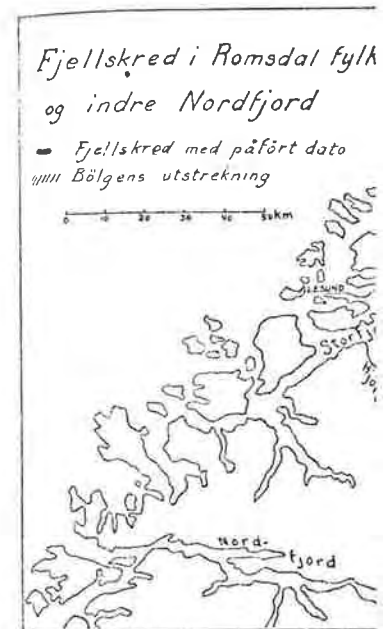 Fjellskred i Romsdal fylk
og indre Nordfjord
Fjellskred med påfört dato
Bölgens utstrekning
0 10 20 30 40 50km
ÅLESUND
Storfj
Nord-
fjord